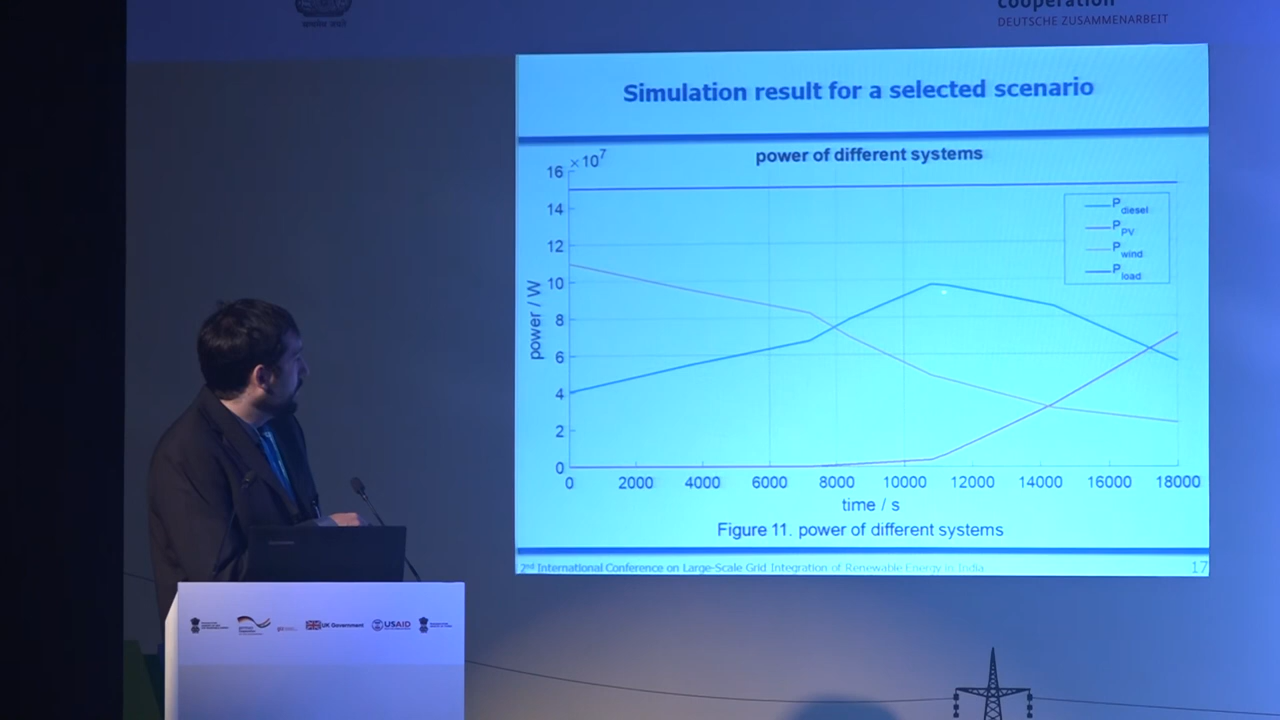 cooperation
DEUTSCHE ZUSAMMENARBEIT
Simulation result for a selected scenario
power of different systems
×10⁷
16
14
12
10
8
6
4
2
0
power / W
P diesel
P PV
P wind
P load
0 2000 4000 6000 8000 10000 12000 14000 16000 18000
time / s
Figure 11. power of different systems
2nd International Conference on Large-Scale Grid Integration of Renewable Energy in India
17
UK Government
USAID